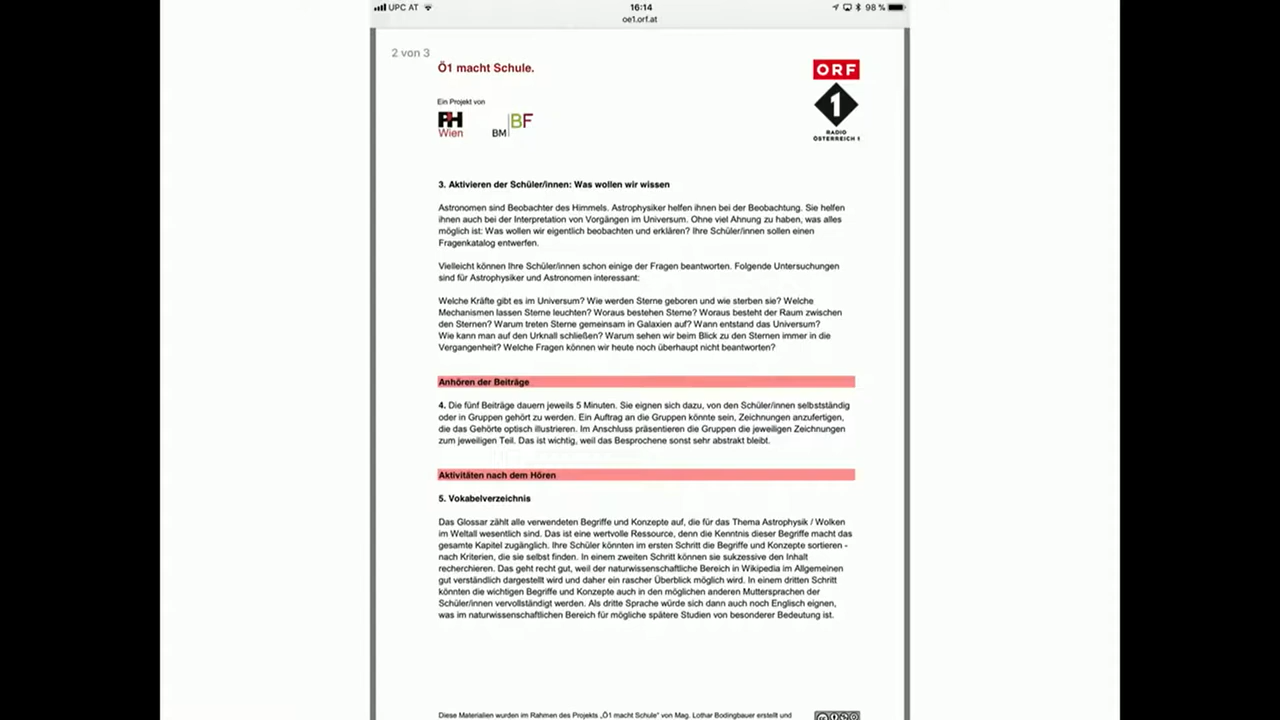 UPC AT
16:14
98 %
oe1.orf.at
2 von 3
Ö1 macht Schule.
ORF
Ein Projekt von
PH
Wien
BM BF
1
RADIO
ÖSTERREICH 1
3. Aktivieren der Schüler/innen: Was wollen wir wissen
Astronomen sind Beobachter des Himmels. Astrophysiker helfen ihnen bei der Beobachtung. Sie helfen
ihnen auch bei der Interpretation von Vorgängen im Universum. Ohne viel Ahnung zu haben, was alles
möglich ist: Was wollen wir eigentlich beobachten und erklären? Ihre Schüler/innen sollen einen
Fragenkatalog entwerfen.
Vielleicht können Ihre Schüler/innen schon einige der Fragen beantworten. Folgende Untersuchungen
sind für Astrophysiker und Astronomen interessant:
Welche Kräfte gibt es im Universum? Wie werden Sterne geboren und wie sterben sie? Welche
Mechanismen lassen Sterne leuchten? Woraus bestehen Sterne? Woraus besteht der Raum zwischen
den Sternen? Warum treten Sterne gemeinsam in Galaxien auf? Wann entstand das Universum?
Wie kann man auf den Urknall schließen? Warum sehen wir beim Blick zu den Sternen immer in die
Vergangenheit? Welche Fragen können wir heute noch überhaupt nicht beantworten?
Anhören der Beiträge
4. Die fünf Beiträge dauern jeweils 5 Minuten. Sie eignen sich dazu, von den Schüler/innen selbstständig
oder in Gruppen gehört zu werden. Ein Auftrag an die Gruppen könnte sein, Zeichnungen anzufertigen,
die das Gehörte optisch illustrieren. Im Anschluss präsentieren die Gruppen die jeweiligen Zeichnungen
zum jeweiligen Teil. Das ist wichtig, weil das Besprochene sonst sehr abstrakt bleibt.
Aktivitäten nach dem Hören
5. Vokabelverzeichnis
Das Glossar zählt alle verwendeten Begriffe und Konzepte auf, die für das Thema Astrophysik / Wolken
im Weltall wesentlich sind. Das ist eine wertvolle Ressource, denn die Kenntnis dieser Begriffe macht das
gesamte Kapitel zugänglich. Ihre Schüler könnten im ersten Schritt die Begriffe und Konzepte sortieren -
nach Kriterien, die sie selbst finden. In einem zweiten Schritt können sie sukzessive den Inhalt
recherchieren. Das geht recht gut, weil der naturwissenschaftliche Bereich in Wikipedia im Allgemeinen
gut verständlich dargestellt wird und daher ein rascher Überblick möglich wird. In einem dritten Schritt
könnten die wichtigen Begriffe und Konzepte auch in den möglichen anderen Muttersprachen der
Schüler/innen vervollständigt werden. Als dritte Sprache würde sich dann auch noch Englisch eignen,
was im naturwissenschaftlichen Bereich für mögliche spätere Studien von besonderer Bedeutung ist.
Diese Materialien wurden im Rahmen des Projekts „Ö1 macht Schule“ von Mag. Lothar Bodingbauer erstellt und